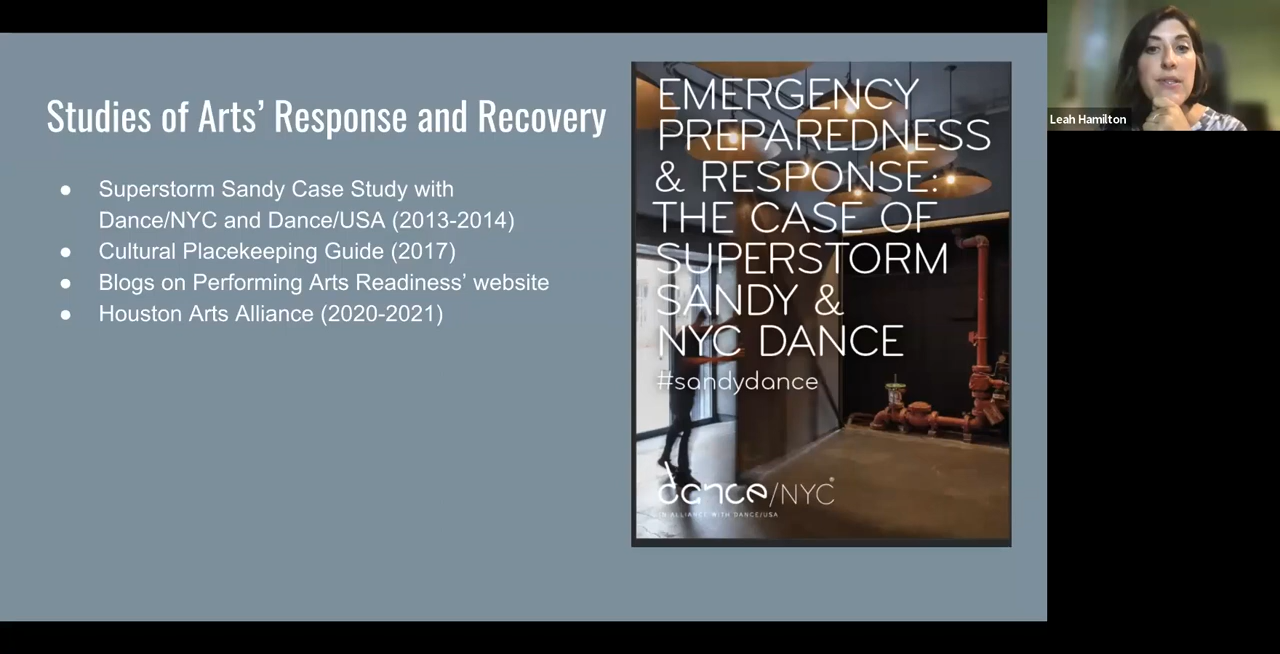 Studies of Arts’ Response and Recovery
● Superstorm Sandy Case Study with
Dance/NYC and Dance/USA (2013-2014)
● Cultural Placekeeping Guide (2017)
● Blogs on Performing Arts Readiness’ website
● Houston Arts Alliance (2020-2021)
EMERGENCY
PREPAREDNESS
& RESPONSE:
THE CASE OF
SUPERSTORM
SANDY &
NYC DANCE
#sandydance
dance/NYC®
IN ALLIANCE WITH DANCE/USA
Leah Hamilton